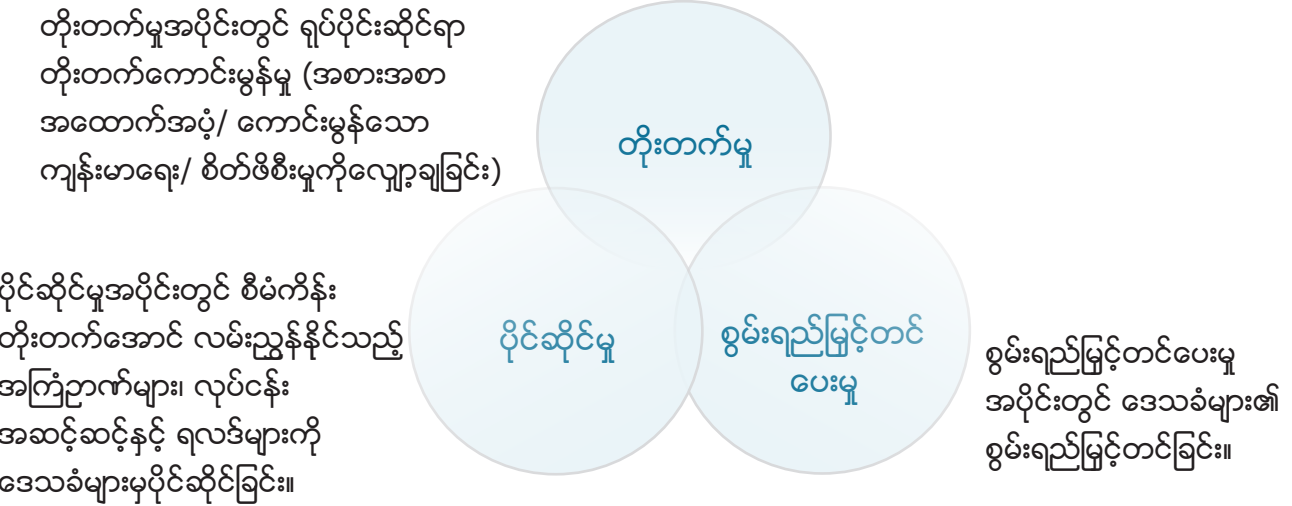 တိုးတက်မှုအပိုင်းတွင် ရုပ်ပိုင်းဆိုင်ရာ
တိုးတက်ကောင်းမွန်မှု (အစားအစာ
အထောက်အပံ့/ ကောင်းမွန်သော
ကျန်းမာရေး/ စိတ်ဖိစီးမှုကိုလျှော့ချခြင်း)
တိုးတက်မှု
ပိုင်ဆိုင်မှုအပိုင်းတွင် စီမံကိန်း
တိုးတက်အောင် လမ်းညွှန်နိုင်သည့်
အကြံဉာဏ်များ၊ လုပ်ငန်း
အဆင့်ဆင့်နှင့် ရလဒ်များကို
ဒေသခံများမှပိုင်ဆိုင်ခြင်း။
ပိုင်ဆိုင်မှု
စွမ်းရည်မြှင့်တင်
ပေးမှု
စွမ်းရည်မြှင့်တင်ပေးမှု
အပိုင်းတွင် ဒေသခံများ၏
စွမ်းရည်မြှင့်တင်ခြင်း။